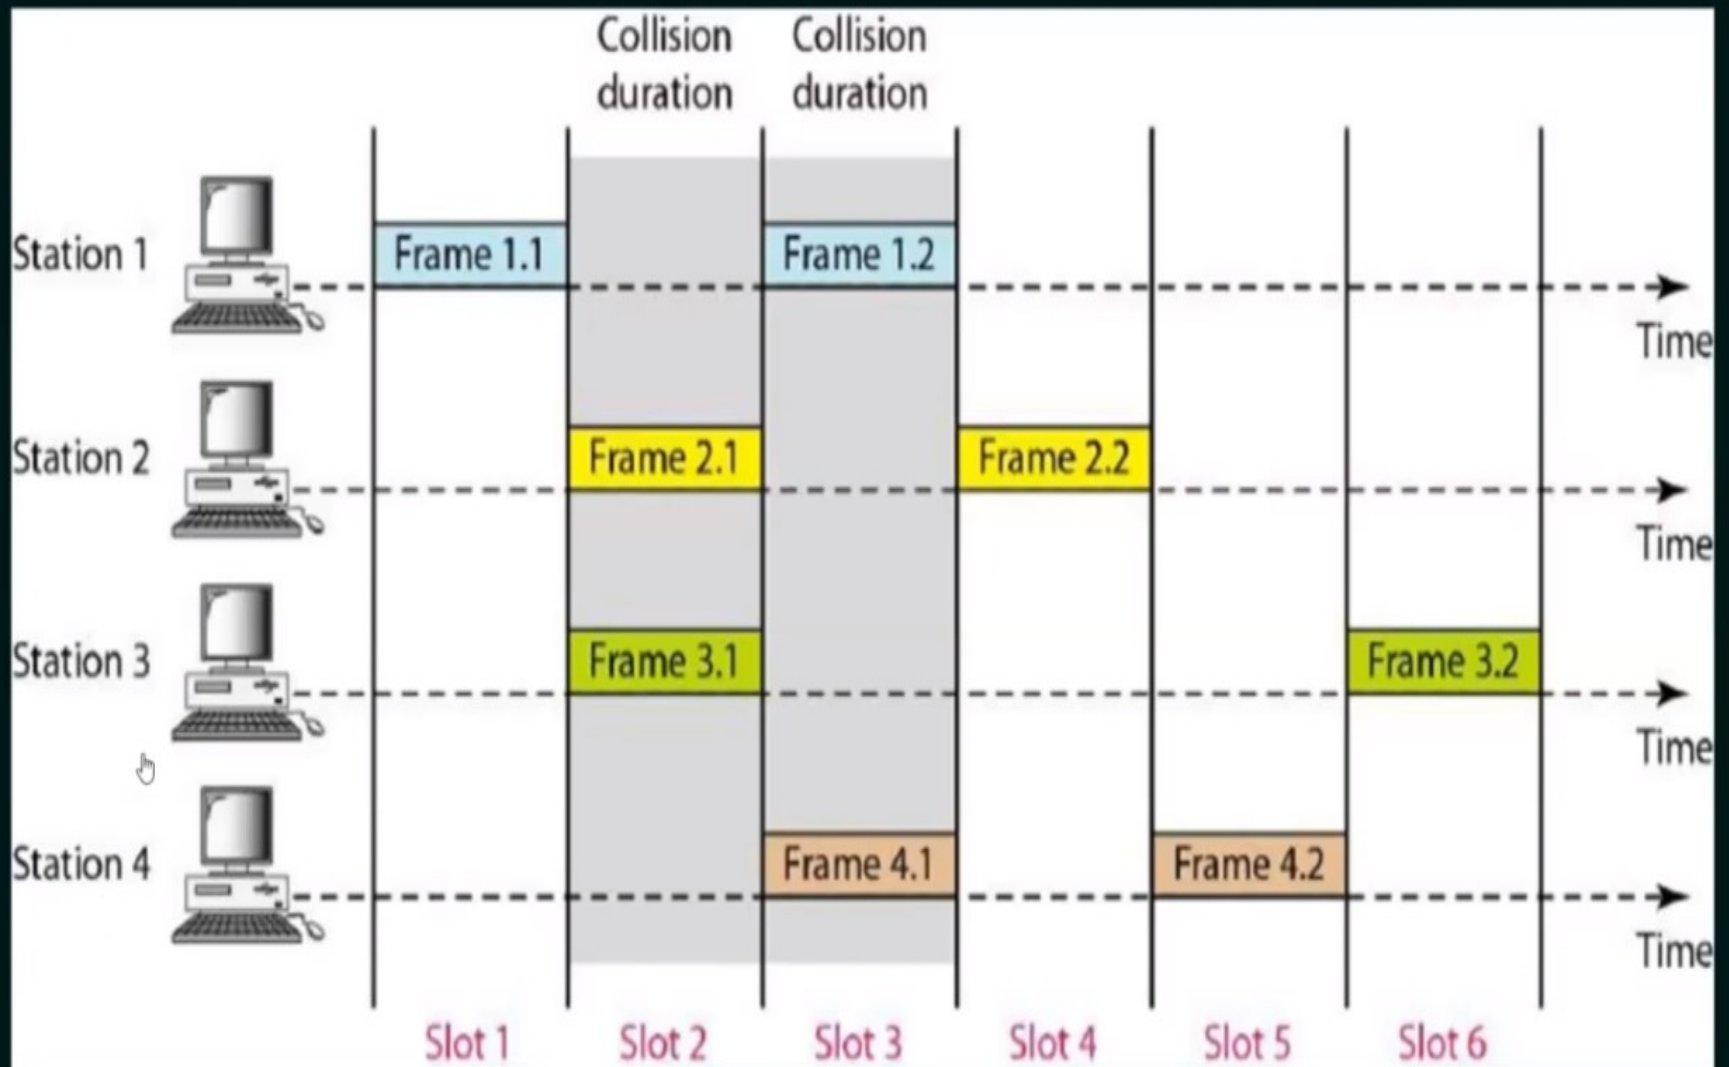 Collision duration
Collision duration
Station 1
Frame 1.1
Frame 1.2
Time
Station 2
Frame 2.1
Frame 2.2
Time
Station 3
Frame 3.1
Frame 3.2
Time
Station 4
Frame 4.1
Frame 4.2
Time
Slot 1
Slot 2
Slot 3
Slot 4
Slot 5
Slot 6